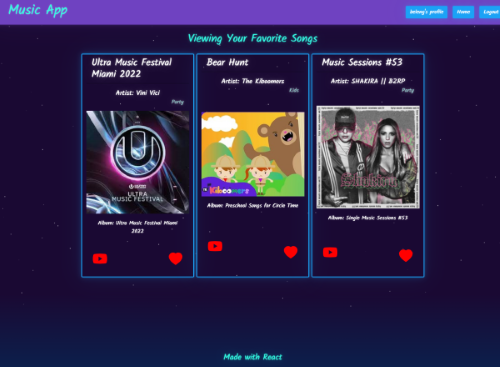 Music App
Home
Logout
Viewing Your Favorite Songs
Ultra Music Festival
Miami 2022
Artist: Vini Vici
Party
ULTRA
MUSIC FESTIVAL
Album: Ultra Music Festival Miami
2022
Bear Hunt
Artist: The Kiboomers
Kids
Kiboomers
Album: Preschool Songs for Circle Time
Music Sessions #53
Artist: SHAKIRA || BZRP
Party
Album: Single Music Sessions #53
Made with React